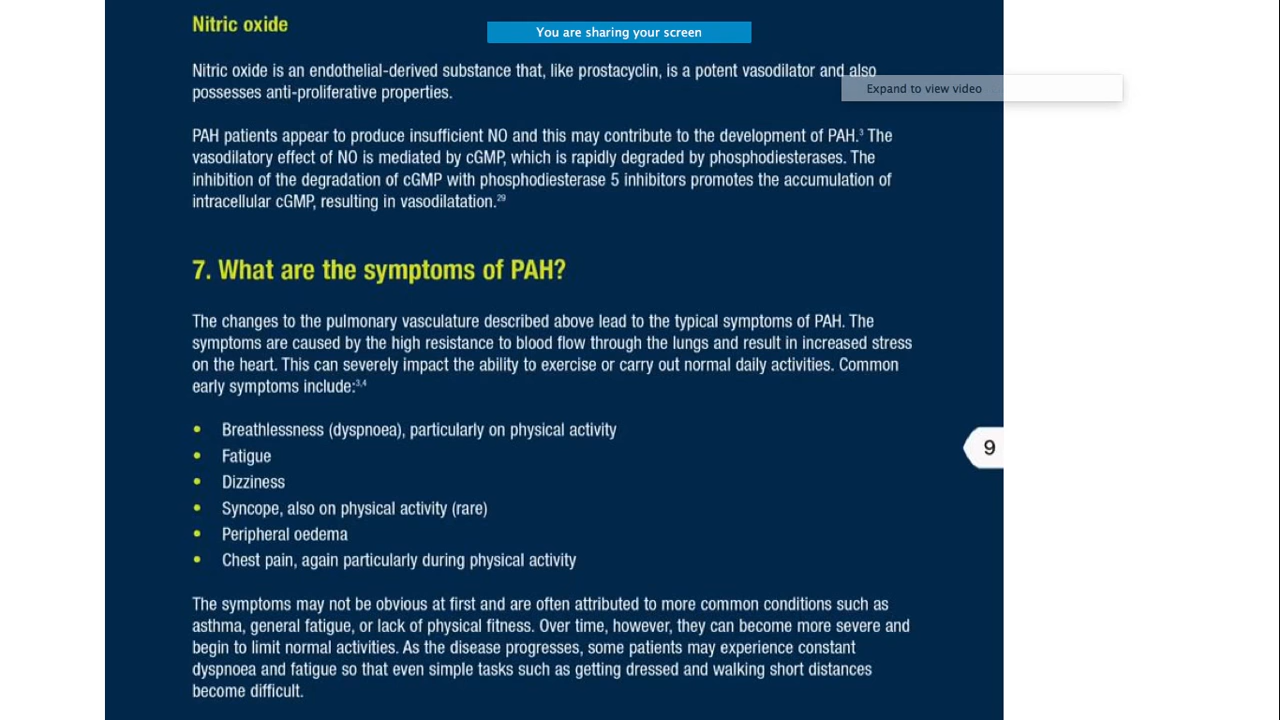 Nitric oxide
You are sharing your screen
Nitric oxide is an endothelial-derived substance that, like prostacyclin, is a potent vasodilator and also
Expand to view video
possesses anti-proliferative properties.
PAH patients appear to produce insufficient NO and this may contribute to the development of PAH.3 The
vasodilatory effect of NO is mediated by cGMP, which is rapidly degraded by phosphodiesterases. The
inhibition of the degradation of cGMP with phosphodiesterase 5 inhibitors promotes the accumulation of
intracellular cGMP, resulting in vasodilatation.29
7. What are the symptoms of PAH?
The changes to the pulmonary vasculature described above lead to the typical symptoms of PAH. The
symptoms are caused by the high resistance to blood flow through the lungs and result in increased stress
on the heart. This can severely impact the ability to exercise or carry out normal daily activities. Common
early symptoms include:3,4
• Breathlessness (dyspnoea), particularly on physical activity
• Fatigue
• Dizziness
• Syncope, also on physical activity (rare)
• Peripheral oedema
• Chest pain, again particularly during physical activity
9
The symptoms may not be obvious at first and are often attributed to more common conditions such as
asthma, general fatigue, or lack of physical fitness. Over time, however, they can become more severe and
begin to limit normal activities. As the disease progresses, some patients may experience constant
dyspnoea and fatigue so that even simple tasks such as getting dressed and walking short distances
become difficult.